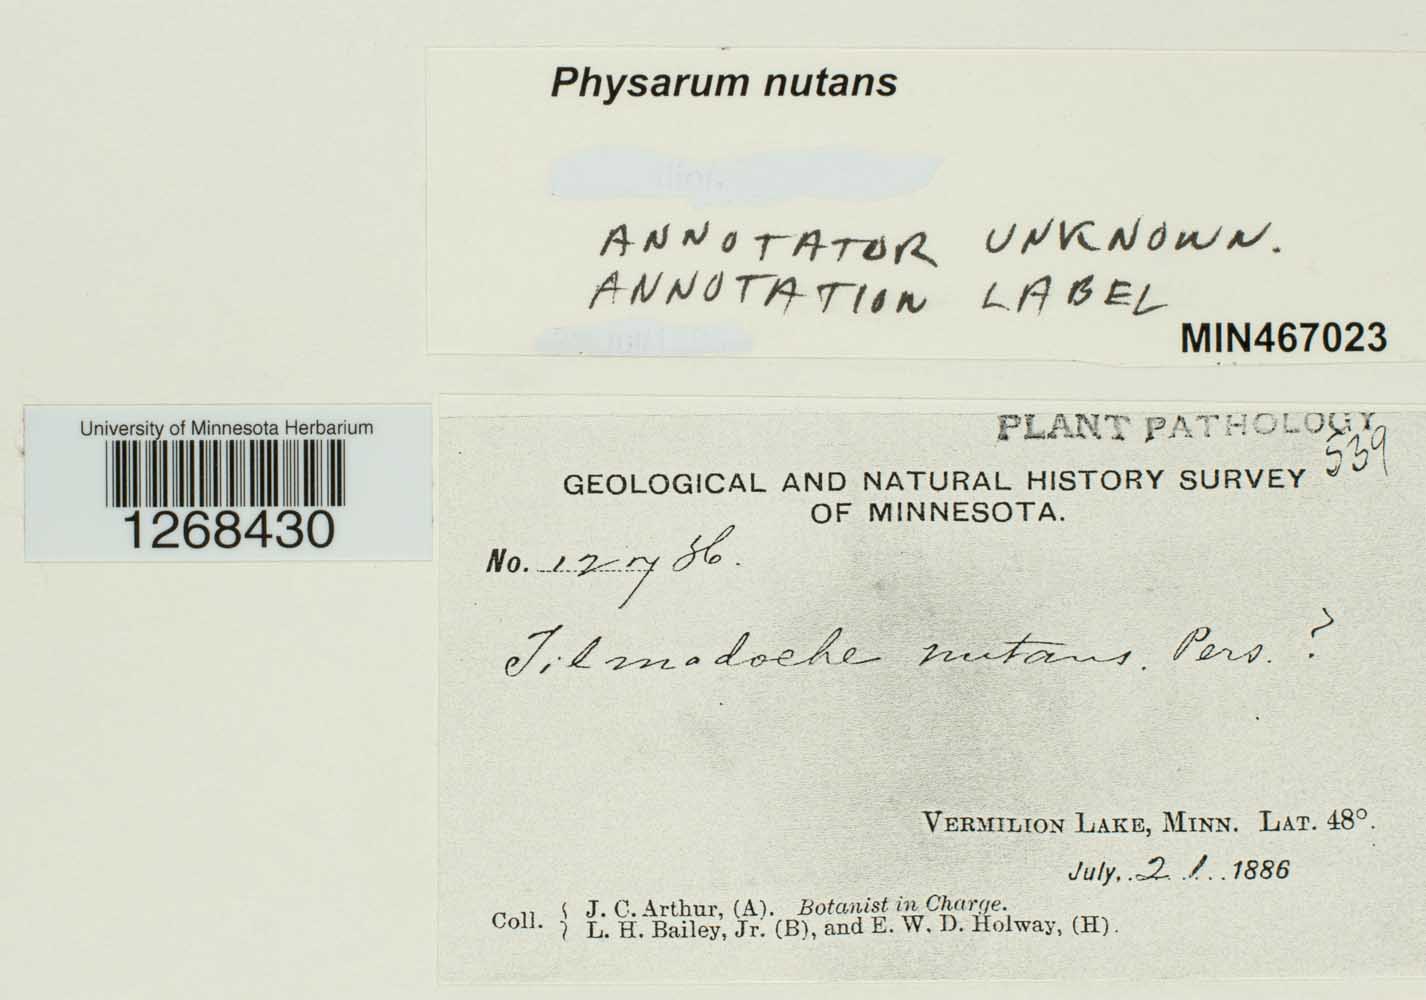 Physarum nutans
ANNOTATOR UNKNOWN.
ANNOTATION LABEL
MIN467023
University of Minnesota Herbarium
1268430
PLANT PATHOLOGY
539
GEOLOGICAL AND NATURAL HISTORY SURVEY
OF MINNESOTA.
No.
Tilmadoche nutans. Pers. ?
VERMILION LAKE, MINN. LAT. 48°.
July, 21. 1886
Coll. { J. C. Arthur, (A). Botanist in Charge.
L. H. Bailey, Jr. (B), and E. W. D. Holway, (H).